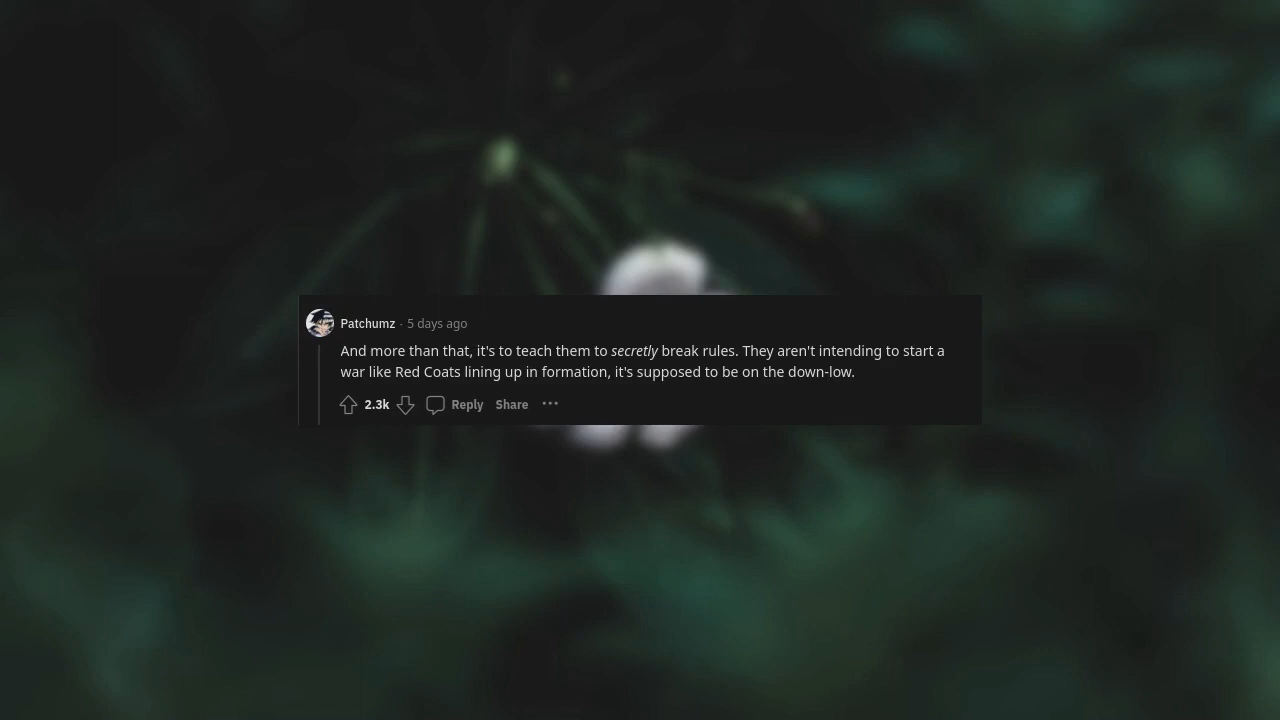 Patchumz · 5 days ago
And more than that, it's to teach them to secretly break rules. They aren't intending to start a
war like Red Coats lining up in formation, it's supposed to be on the down-low.
2.3k Reply Share ···